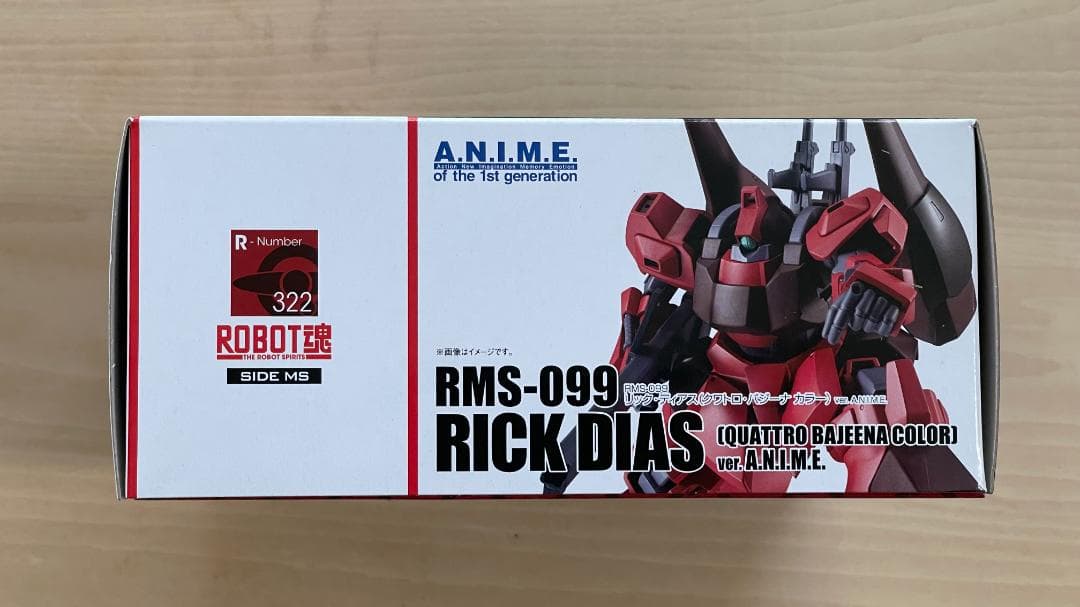 R - Number
322
ROBOT魂
THE ROBOT SPIRITS
SIDE MS
A.N.I.M.E.
Action New Imagination Memory Emotion
of the 1st generation
※画像はイメージです。
RMS-099
RMS-099
リック・ディアス(クワトロ・バジーナ カラー) ver. A.N.I.M.E.
RICK DIAS
(QUATTRO BAJEENA COLOR)
ver. A.N.I.M.E.